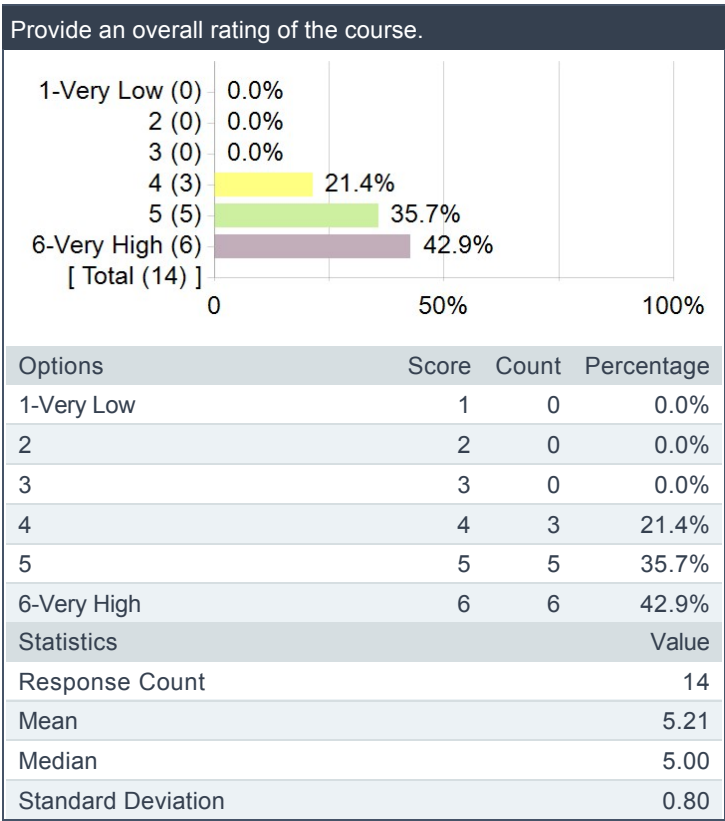 Provide an overall rating of the course.
1-Very Low (0) 0.0%
2 (0) 0.0%
3 (0) 0.0%
4 (3) 21.4%
5 (5) 35.7%
6-Very High (6) 42.9%
[ Total (14) ]
0 50% 100%
Options Score Count Percentage
1-Very Low 1 0 0.0%
2 2 0 0.0%
3 3 0 0.0%
4 4 3 21.4%
5 5 5 35.7%
6-Very High 6 6 42.9%
Statistics Value
Response Count 14
Mean 5.21
Median 5.00
Standard Deviation 0.80